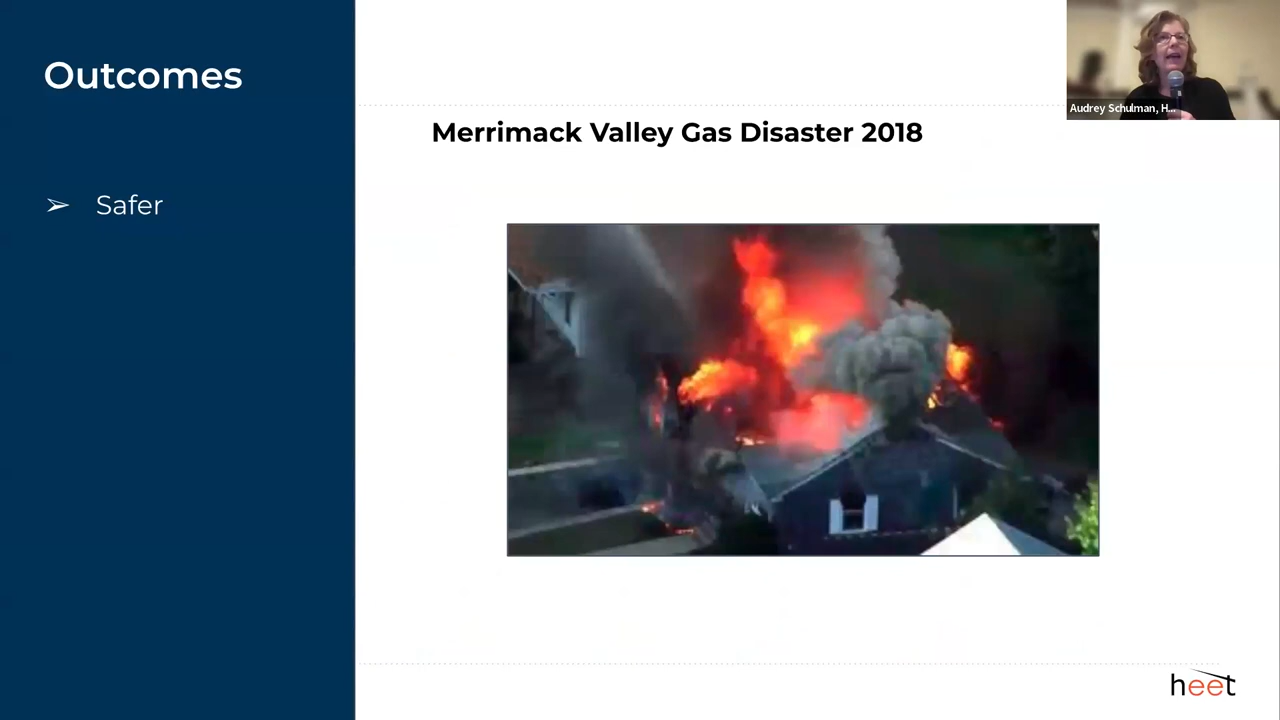 Outcomes
➢ Safer
Merrimack Valley Gas Disaster 2018
Audrey Schulman, H...
heet